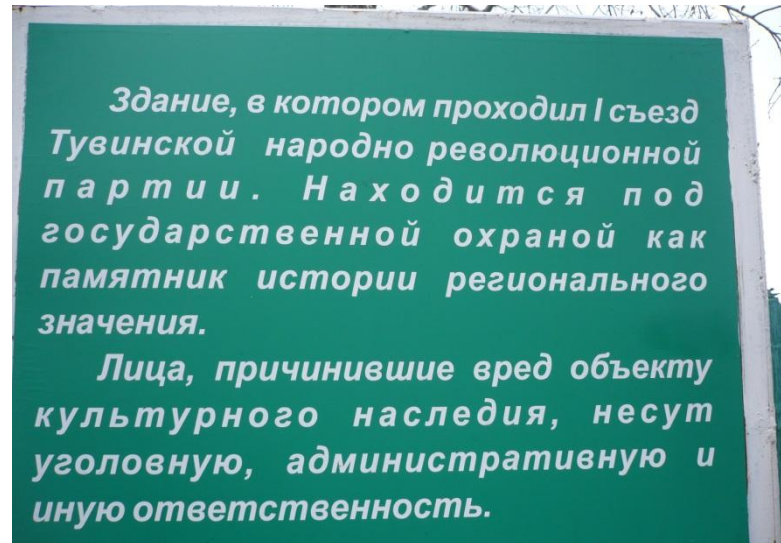 Здание, в котором проходил I съезд
Тувинской народно революционной
партии. Находится под
государственной охраной как
памятник истории регионального
значения.
Лица, причинившие вред объекту
культурного наследия, несут
уголовную, административную и
иную ответственность.